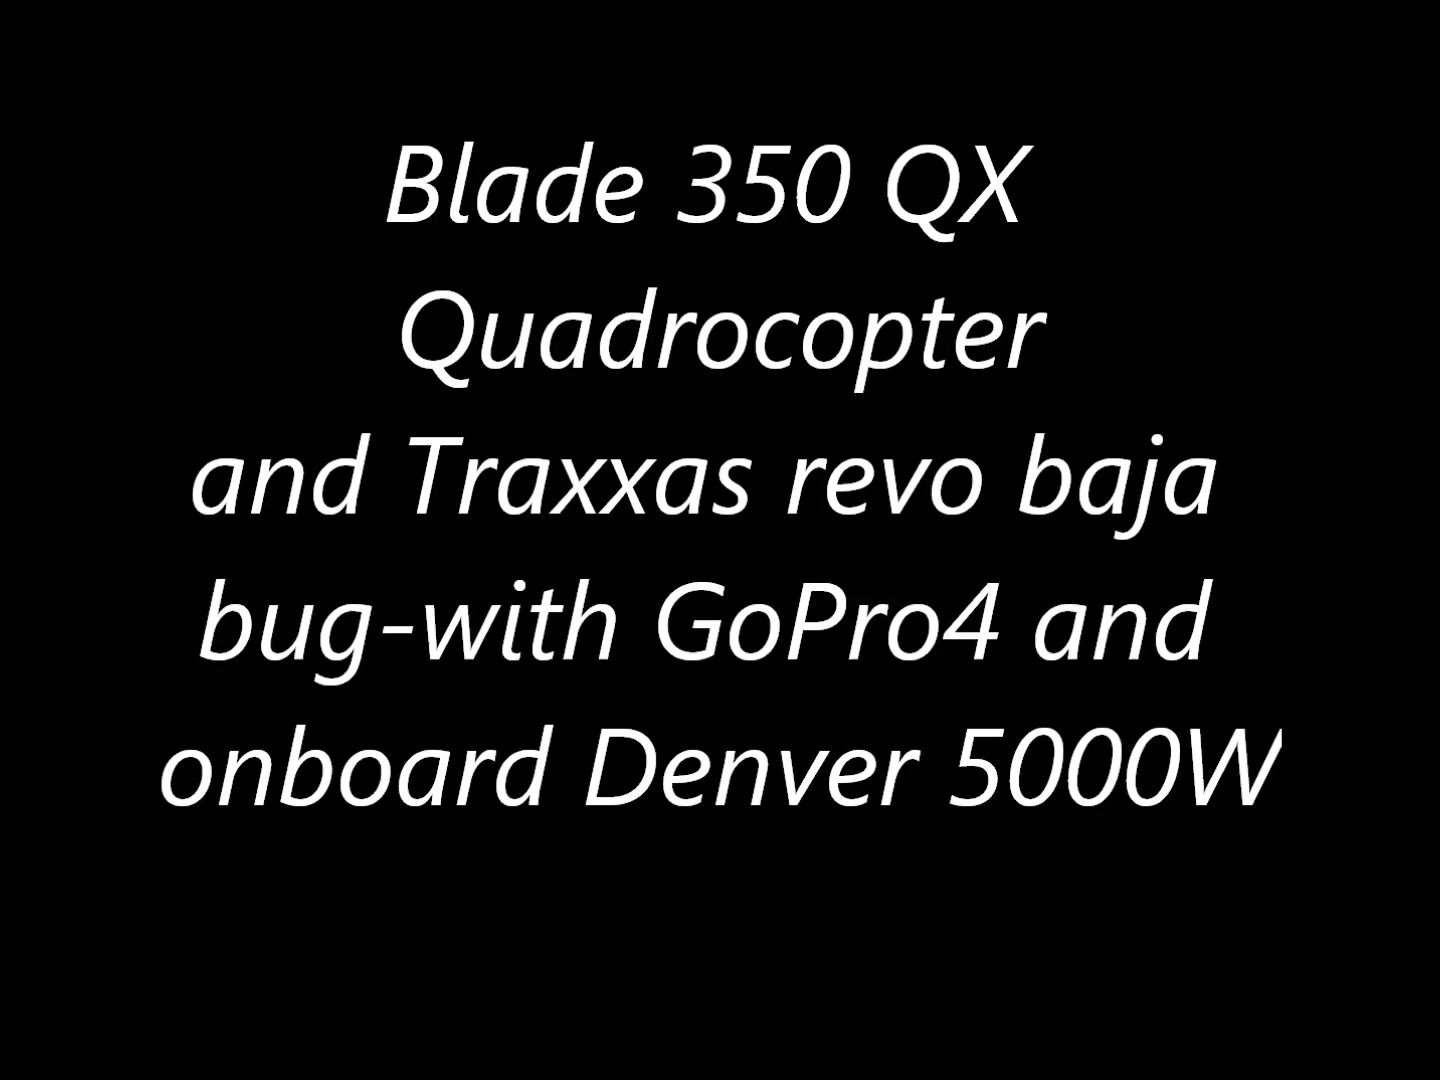 Blade 350 QX
Quadrocopter
and Traxxas revo baja
bug-with GoPro4 and
onboard Denver 5000W